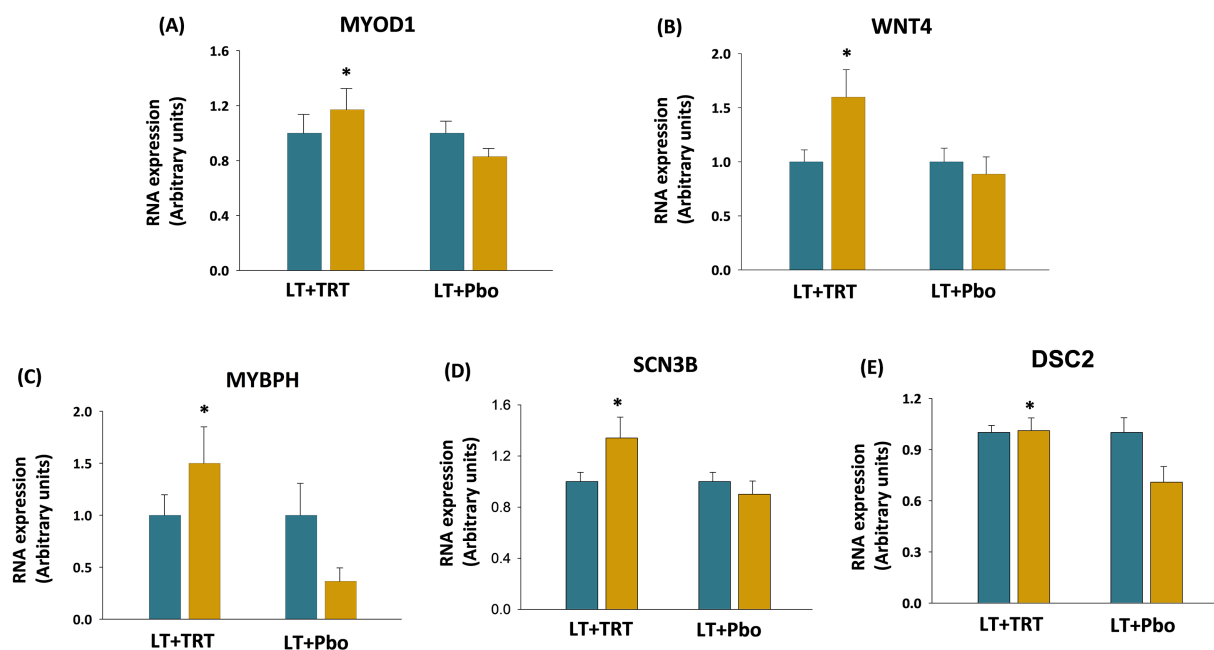 (A)
MYOD1
RNA expression
(Arbitrary units)
1.6
1.2
0.8
0.4
0.0
*
LT+TRT
LT+Pbo
(B)
WNT4
RNA expression
(Arbitrary units)
2.0
1.5
1.0
0.5
0.0
*
LT+TRT
LT+Pbo
(C)
MYBPH
RNA expression
(Arbitrary units)
2.0
1.5
1.0
0.5
0.0
*
LT+TRT
LT+Pbo
(D)
SCN3B
RNA expression
(Arbitrary units)
1.6
1.2
0.8
0.4
0.0
*
LT+TRT
LT+Pbo
(E)
DSC2
RNA expression
(Arbitrary units)
1.2
0.9
0.6
0.3
0.0
*
LT+TRT
LT+Pbo